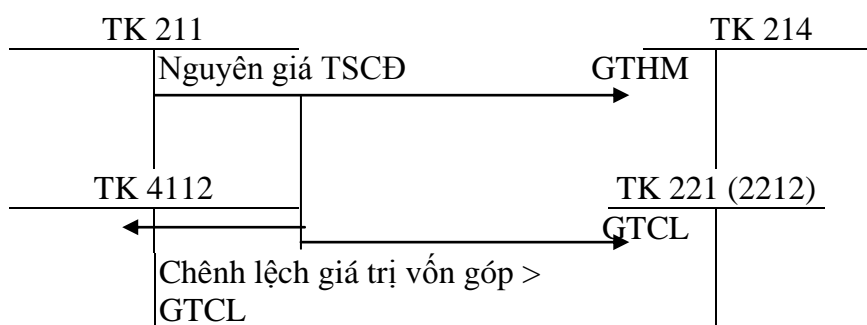 TK 211 TK 214
Nguyên giá TSCĐ GTHM
TK 4112 TK 221 (2212)
GTCL
Chênh lệch giá trị vốn góp >
GTCL